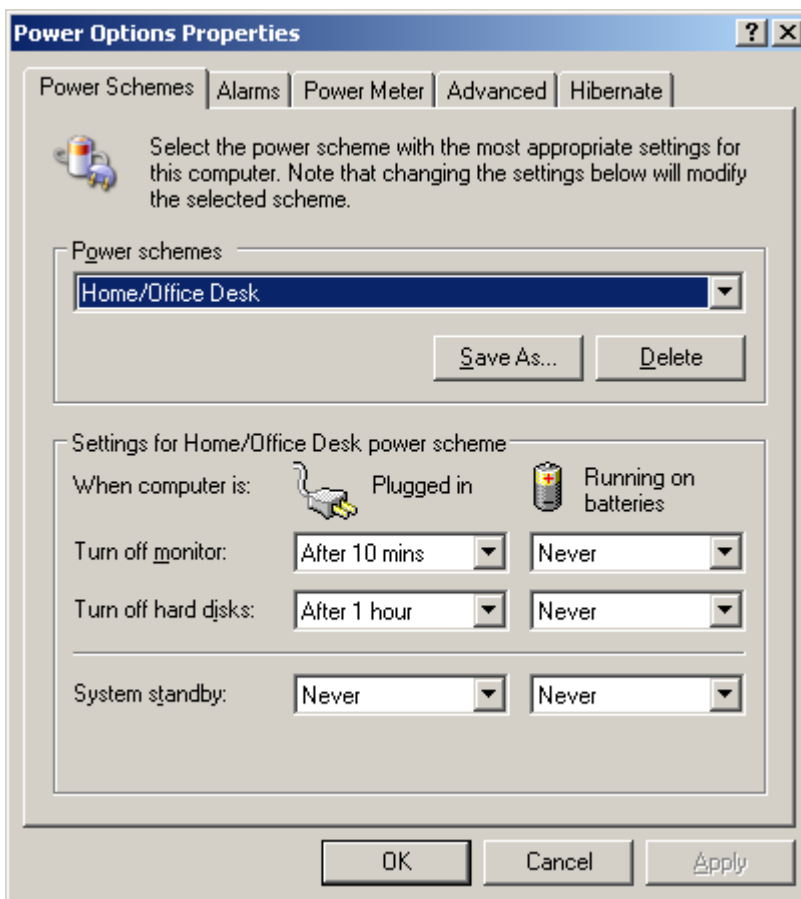 Power Options Properties
Power Schemes Alarms Power Meter Advanced Hibernate
Select the power scheme with the most appropriate settings for
this computer. Note that changing the settings below will modify
the selected scheme.
Power schemes
Home/Office Desk
Save As... Delete
Settings for Home/Office Desk power scheme
When computer is: Plugged in Running on
batteries
Turn off monitor: After 10 mins Never
Turn off hard disks: After 1 hour Never
System standby: Never Never
OK Cancel Apply